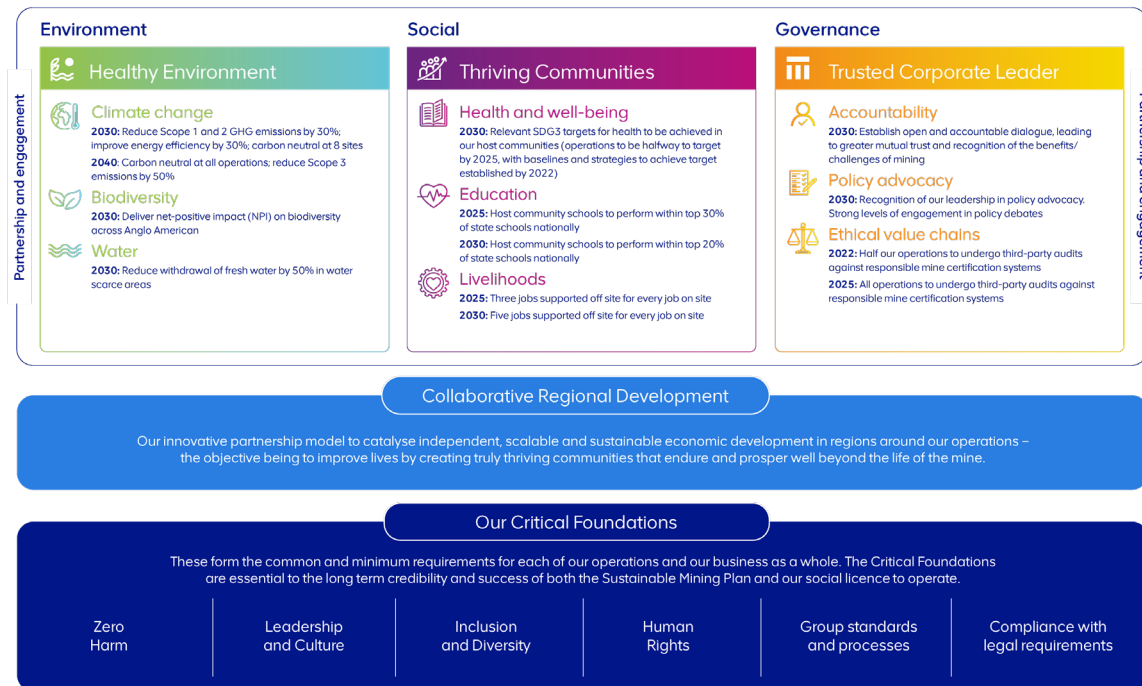 Partnership and engagement
Environment
Healthy Environment
Climate change
2030: Reduce Scope 1 and 2 GHG emissions by 30%;
improve energy efficiency by 30%; carbon neutral at 8 sites
2040: Carbon neutral at all operations; reduce Scope 3
emissions by 50%
Biodiversity
2030: Deliver net-positive impact (NPI) on biodiversity
across Anglo American
Water
2030: Reduce withdrawal of fresh water by 50% in water
scarce areas
Social
Thriving Communities
Health and well-being
2030: Relevant SDG3 targets for health to be achieved in
our host communities (operations to be halfway to target
by 2025, with baselines and strategies to achieve target
established by 2022)
Education
2025: Host community schools to perform within top 30%
of state schools nationally
2030: Host community schools to perform within top 20%
of state schools nationally
Livelihoods
2025: Three jobs supported off site for every job on site
2030: Five jobs supported off site for every job on site
Governance
Trusted Corporate Leader
Accountability
2030: Establish open and accountable dialogue, leading
to greater mutual trust and recognition of the benefits/
challenges of mining
Policy advocacy
2030: Recognition of our leadership in policy advocacy.
Strong levels of engagement in policy debates
Ethical value chains
2022: Half our operations to undergo third-party audits
against responsible mine certification systems
2025: All operations to undergo third-party audits against
responsible mine certification systems
Collaborative Regional Development
Our innovative partnership model to catalyse independent, scalable and sustainable economic development in regions around our operations –
the objective being to improve lives by creating truly thriving communities that endure and prosper well beyond the life of the mine.
Our Critical Foundations
These form the common and minimum requirements for each of our operations and our business as a whole. The Critical Foundations
are essential to the long term credibility and success of both the Sustainable Mining Plan and our social licence to operate.
Zero
Harm
Leadership
and Culture
Inclusion
and Diversity
Human
Rights
Group standards
and processes
Compliance with
legal requirements